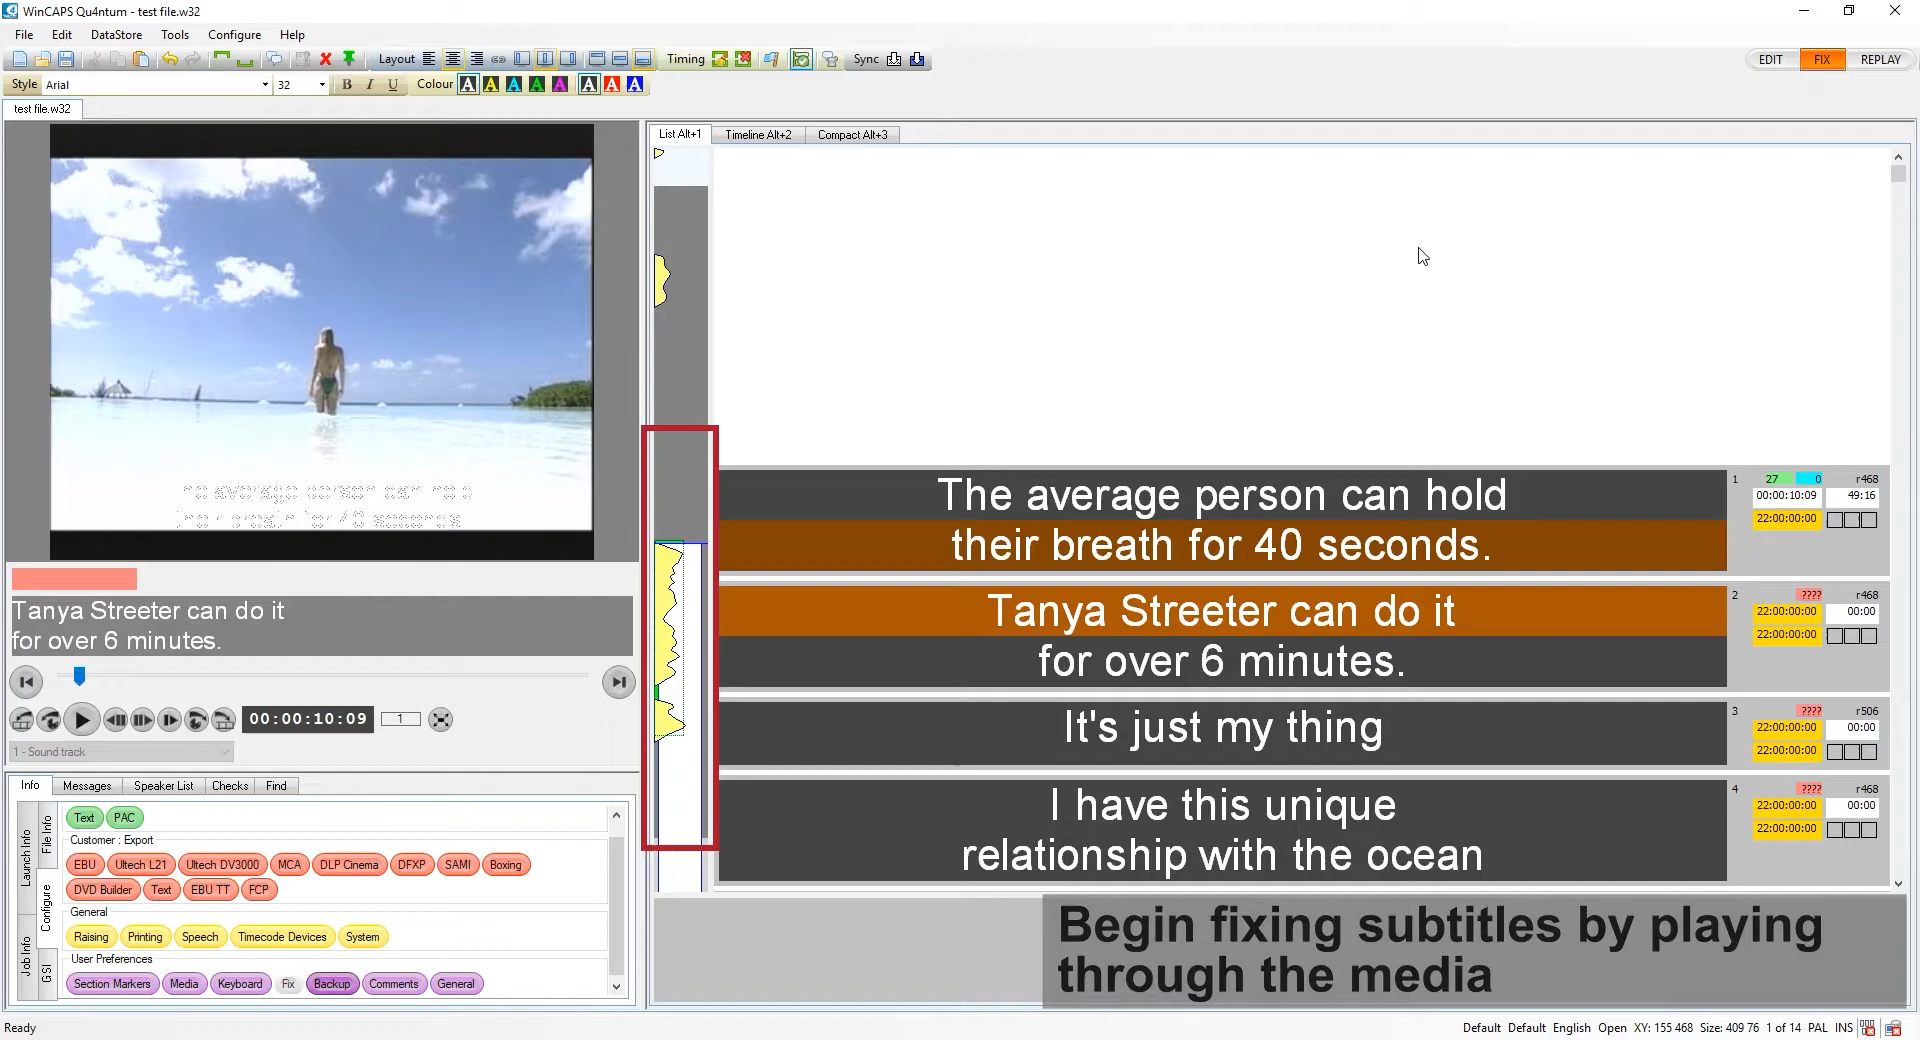 WinCAPS Qu4ntum - test file.w32
File Edit DataStore Tools Configure Help
Layout Timing Sync EDIT FIX REPLAY
Style Arial 32 B I U Colour A A A A A A A A
test file.w32
List Alt+1 Timeline Alt+2 Compact Alt+3
The average person can hold
their breath for 40 seconds.
1 27 0 r468
00:00:10:09 49:16
22:00:00:00
Tanya Streeter can do it
for over 6 minutes.
2 ???? r468
22:00:00:00 00:00
22:00:00:00
It's just my thing
3 ???? r506
22:00:00:00 00:00
22:00:00:00
I have this unique
relationship with the ocean
4 ???? r468
22:00:00:00 00:00
22:00:00:00
Tanya Streeter can do it
for over 6 minutes.
00:00:10:09 1
1 - Sound track
Info Messages Speaker List Checks Find
Launch Info
Job Info
File Info
Configure
GSI
Text PAC
Customer : Export
EBU Ultech L21 Ultech DV3000 MCA DLP Cinema DFXP SAMI Boxing
DVD Builder Text EBU TT FCP
General
Raising Printing Speech Timecode Devices System
User Preferences
Section Markers Media Keyboard Fix Backup Comments General
Begin fixing subtitles by playing
through the media
Ready Default Default English Open XY: 155 468 Size: 409 76 1 of 14 PAL INS